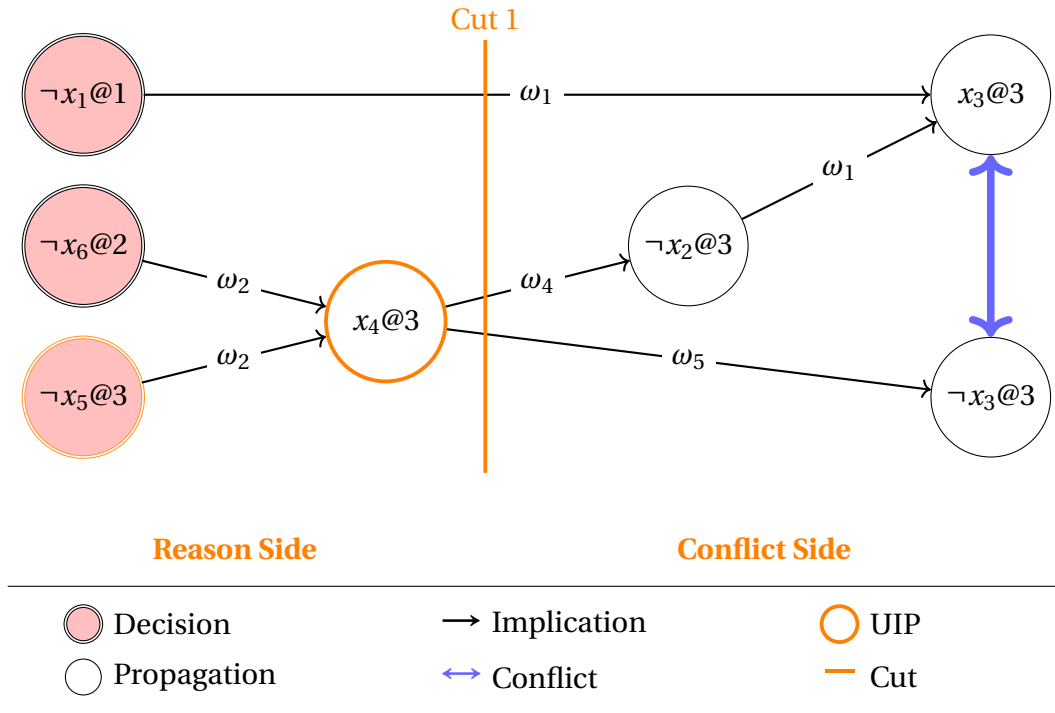 Cut 1
¬x₁@1
ω₁
x₃@3
ω₁
¬x₆@2
ω₂
ω₄
¬x₂@3
x₄@3
ω₂
ω₅
¬x₅@3
¬x₃@3
Reason Side
Conflict Side
Decision
Implication
UIP
Propagation
Conflict
Cut